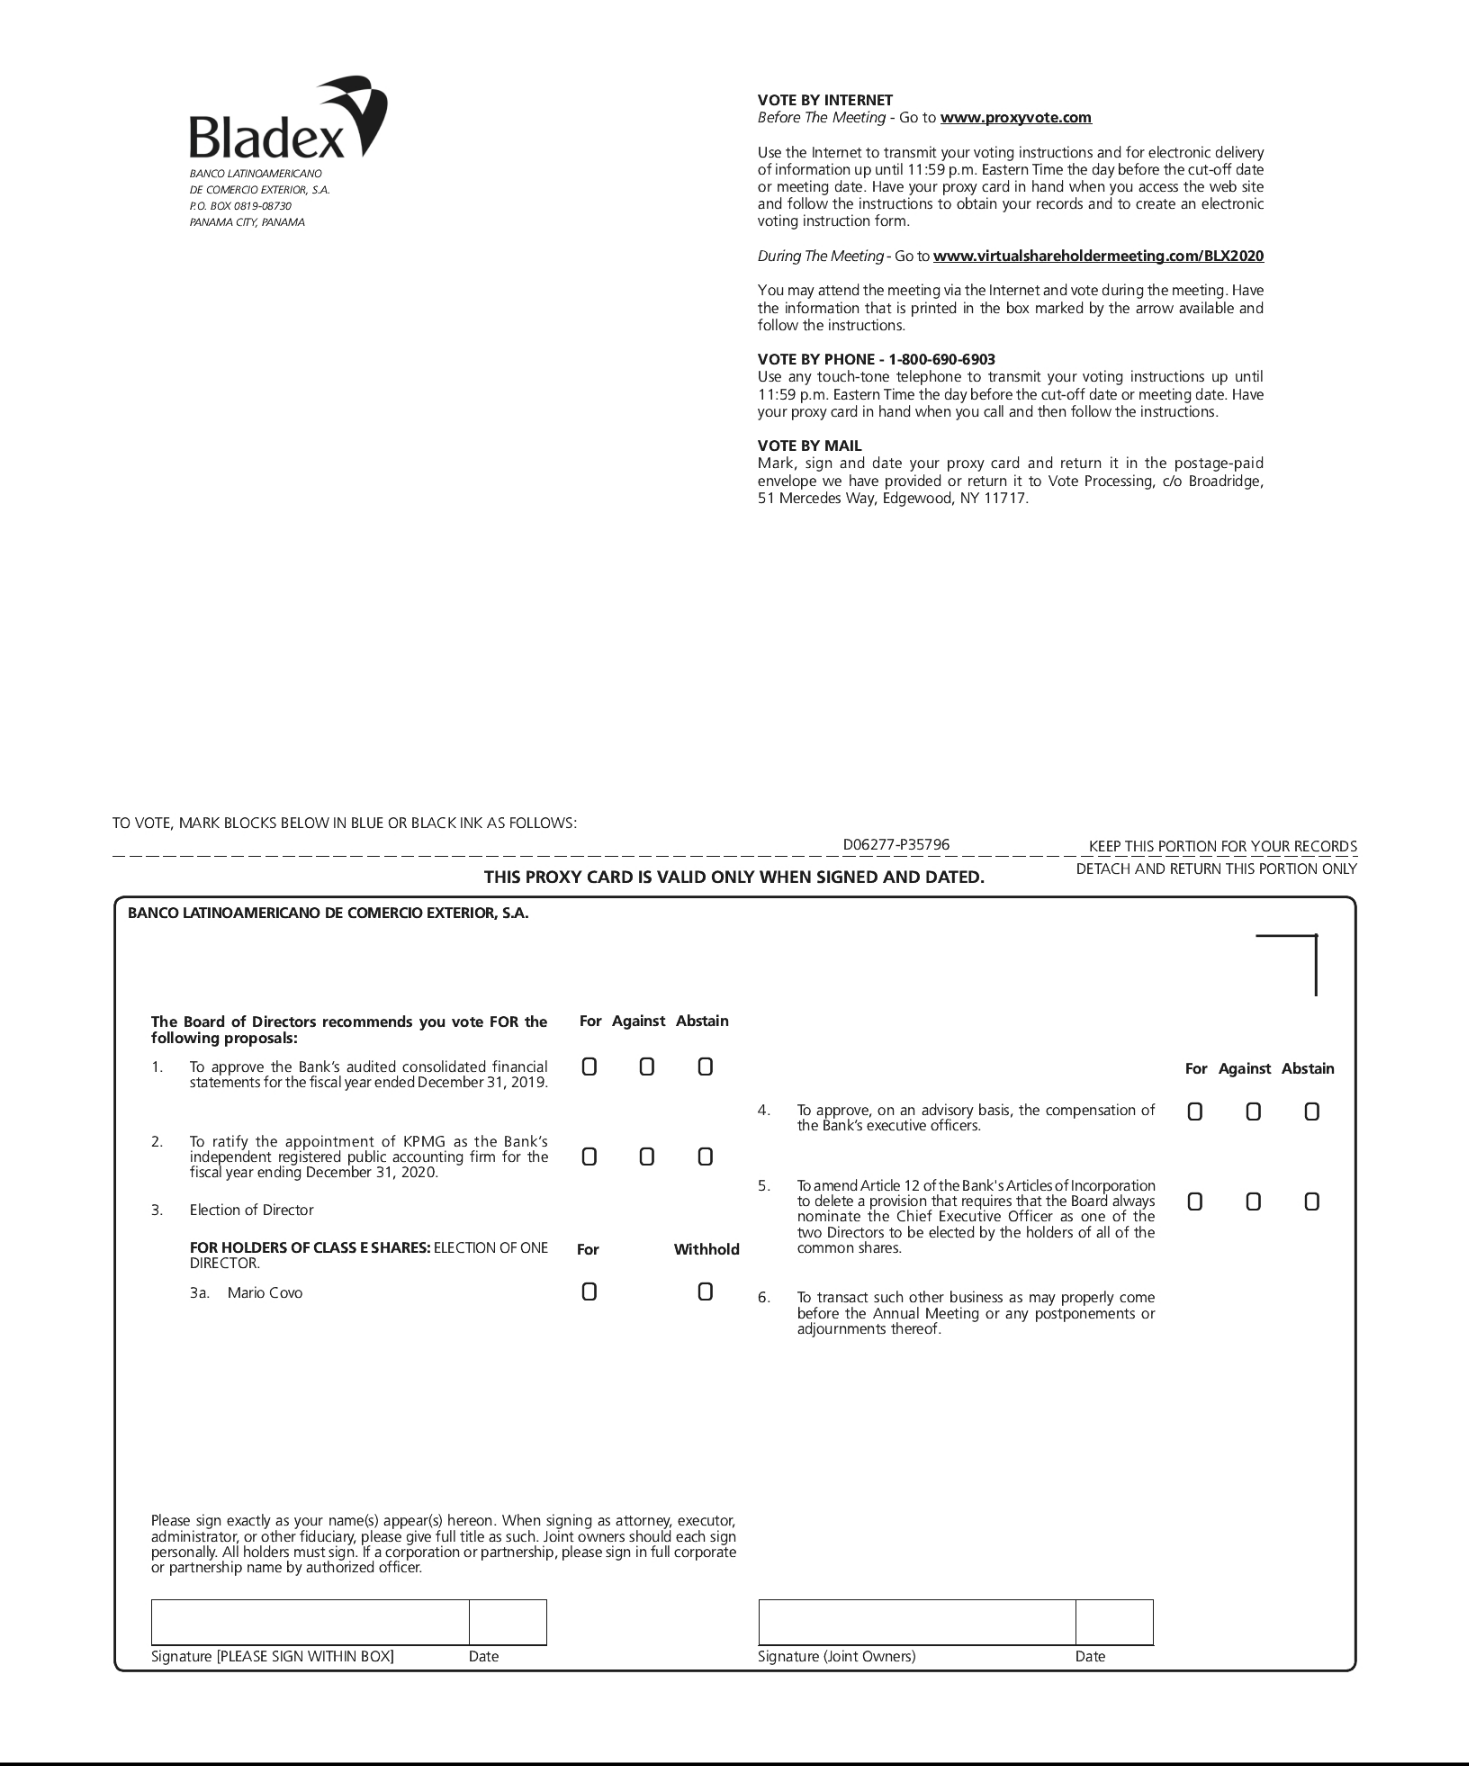 Bladex
BANCO LATINOAMERICANO
DE COMERCIO EXTERIOR, S.A.
P.O. BOX 0819-08730
PANAMA CITY, PANAMA
VOTE BY INTERNET
Before The Meeting - Go to www.proxyvote.com
Use the Internet to transmit your voting instructions and for electronic delivery
of information up until 11:59 p.m. Eastern Time the day before the cut-off date
or meeting date. Have your proxy card in hand when you access the web site
and follow the instructions to obtain your records and to create an electronic
voting instruction form.
During The Meeting - Go to www.virtualshareholdermeeting.com/BLX2020
You may attend the meeting via the Internet and vote during the meeting. Have
the information that is printed in the box marked by the arrow available and
follow the instructions.
VOTE BY PHONE - 1-800-690-6903
Use any touch-tone telephone to transmit your voting instructions up until
11:59 p.m. Eastern Time the day before the cut-off date or meeting date. Have
your proxy card in hand when you call and then follow the instructions.
VOTE BY MAIL
Mark, sign and date your proxy card and return it in the postage-paid
envelope we have provided or return it to Vote Processing, c/o Broadridge,
51 Mercedes Way, Edgewood, NY 11717.
TO VOTE, MARK BLOCKS BELOW IN BLUE OR BLACK INK AS FOLLOWS:
D06277-P35796
KEEP THIS PORTION FOR YOUR RECORDS
DETACH AND RETURN THIS PORTION ONLY
THIS PROXY CARD IS VALID ONLY WHEN SIGNED AND DATED.
BANCO LATINOAMERICANO DE COMERCIO EXTERIOR, S.A.
The Board of Directors recommends you vote FOR the
following proposals:
For Against Abstain
1. To approve the Bank's audited consolidated financial
statements for the fiscal year ended December 31, 2019.
2. To ratify the appointment of KPMG as the Bank's
independent registered public accounting firm for the
fiscal year ending December 31, 2020.
3. Election of Director
FOR HOLDERS OF CLASS E SHARES: ELECTION OF ONE
DIRECTOR.
For Withhold
3a. Mario Covo
For Against Abstain
4. To approve, on an advisory basis, the compensation of
the Bank's executive officers.
5. To amend Article 12 of the Bank's Articles of Incorporation
to delete a provision that requires that the Board always
nominate the Chief Executive Officer as one of the
two Directors to be elected by the holders of all of the
common shares.
6. To transact such other business as may properly come
before the Annual Meeting or any postponements or
adjournments thereof.
Please sign exactly as your name(s) appear(s) hereon. When signing as attorney, executor,
administrator, or other fiduciary, please give full title as such. Joint owners should each sign
personally. All holders must sign. If a corporation or partnership, please sign in full corporate
or partnership name by authorized officer.
Signature [PLEASE SIGN WITHIN BOX] Date
Signature (Joint Owners) Date